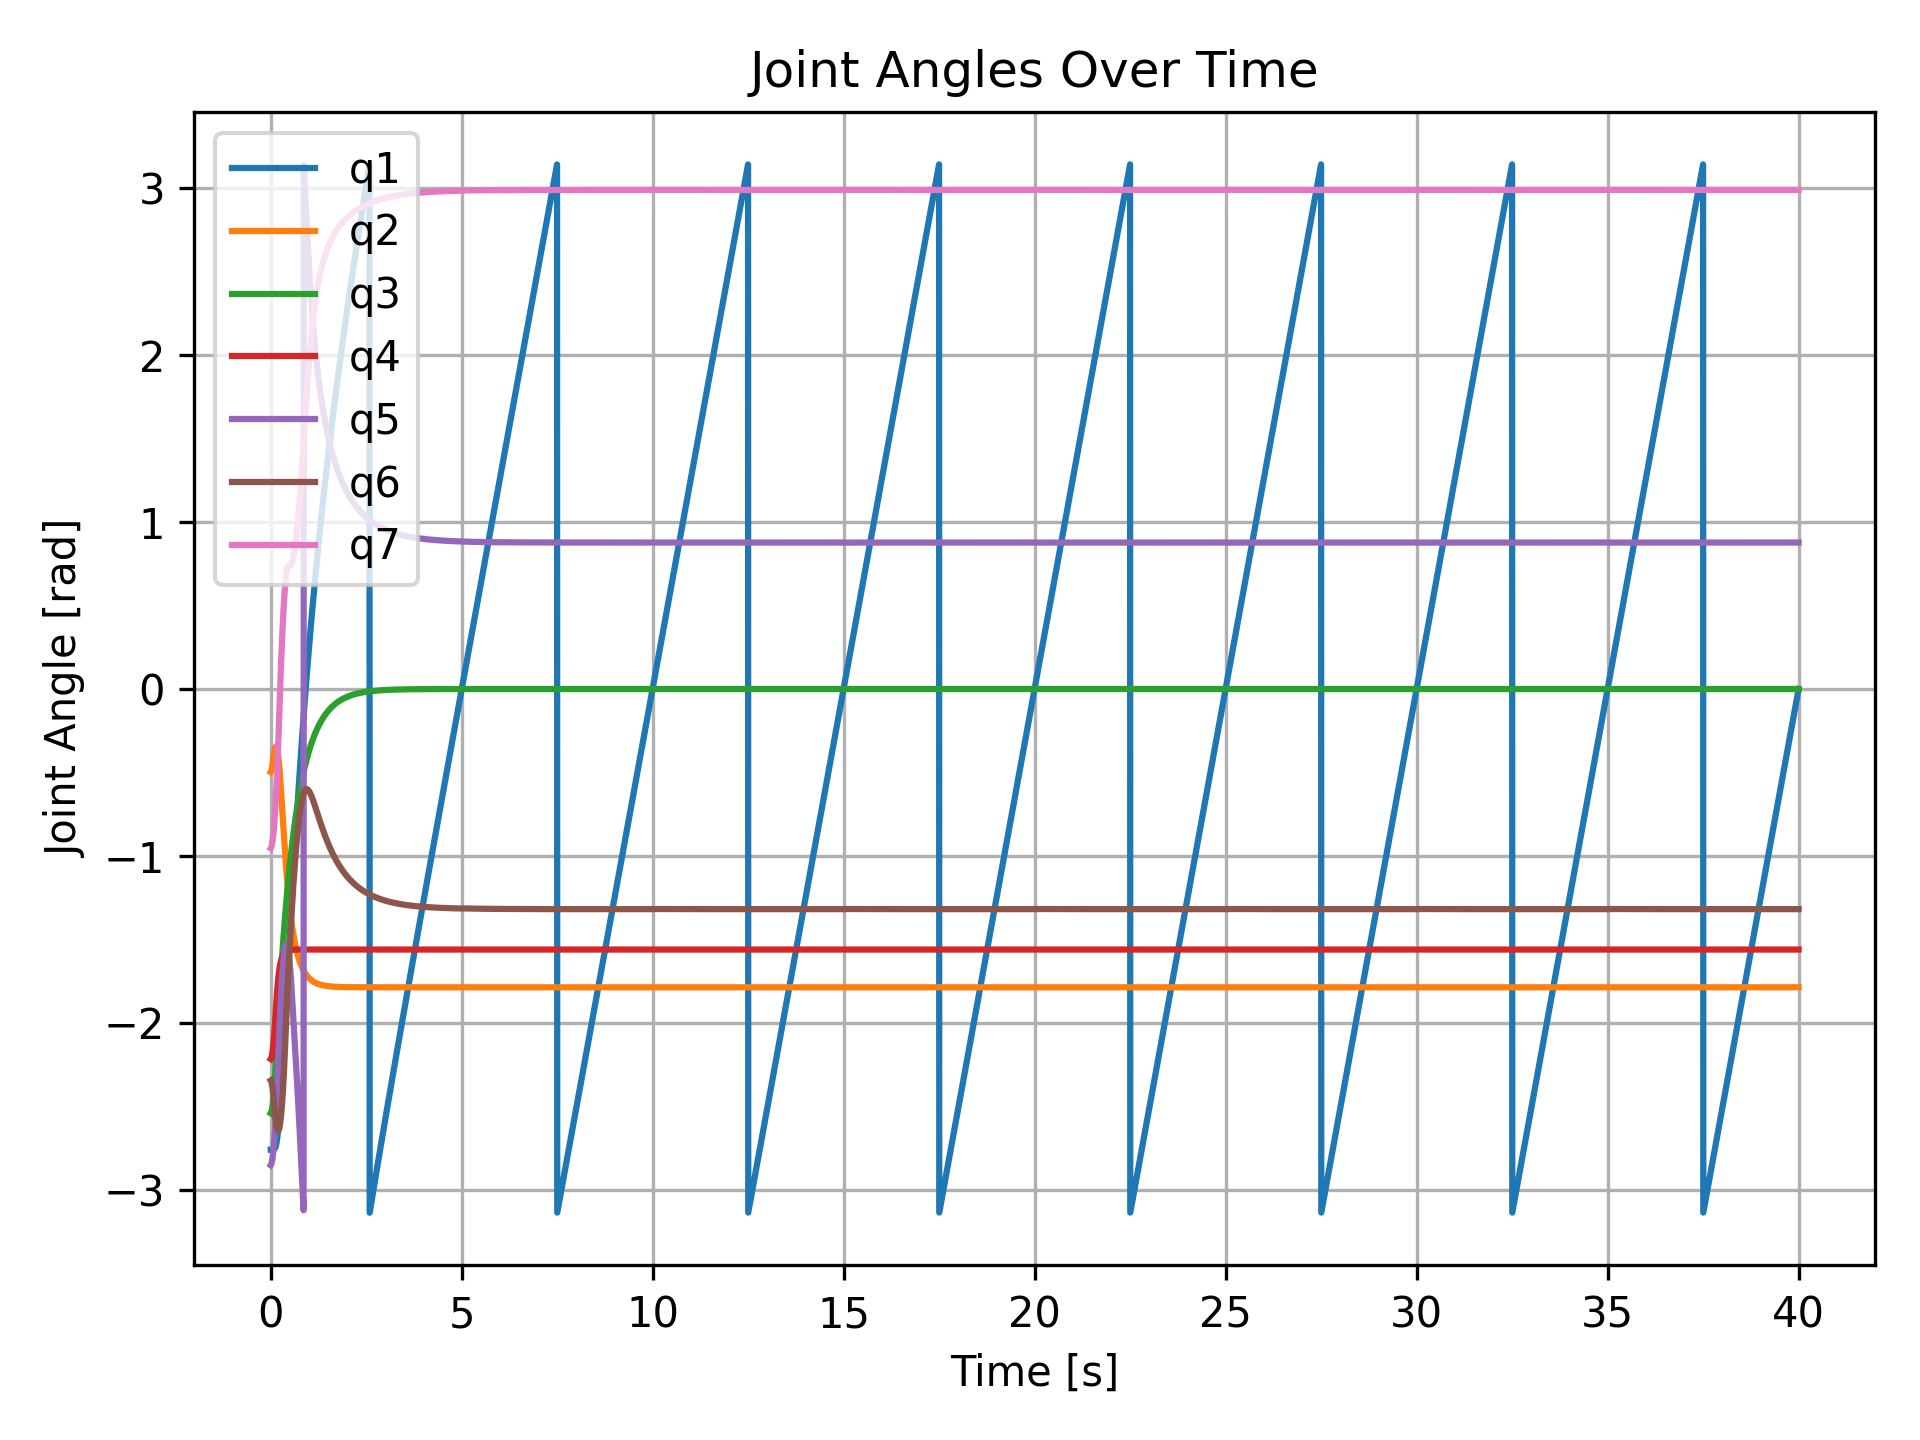 Joint Angles Over Time
q1
q2
q3
q4
q5
q6
q7
3
2
1
0
−1
−2
−3
Joint Angle [rad]
0 5 10 15 20 25 30 35 40
Time [s]